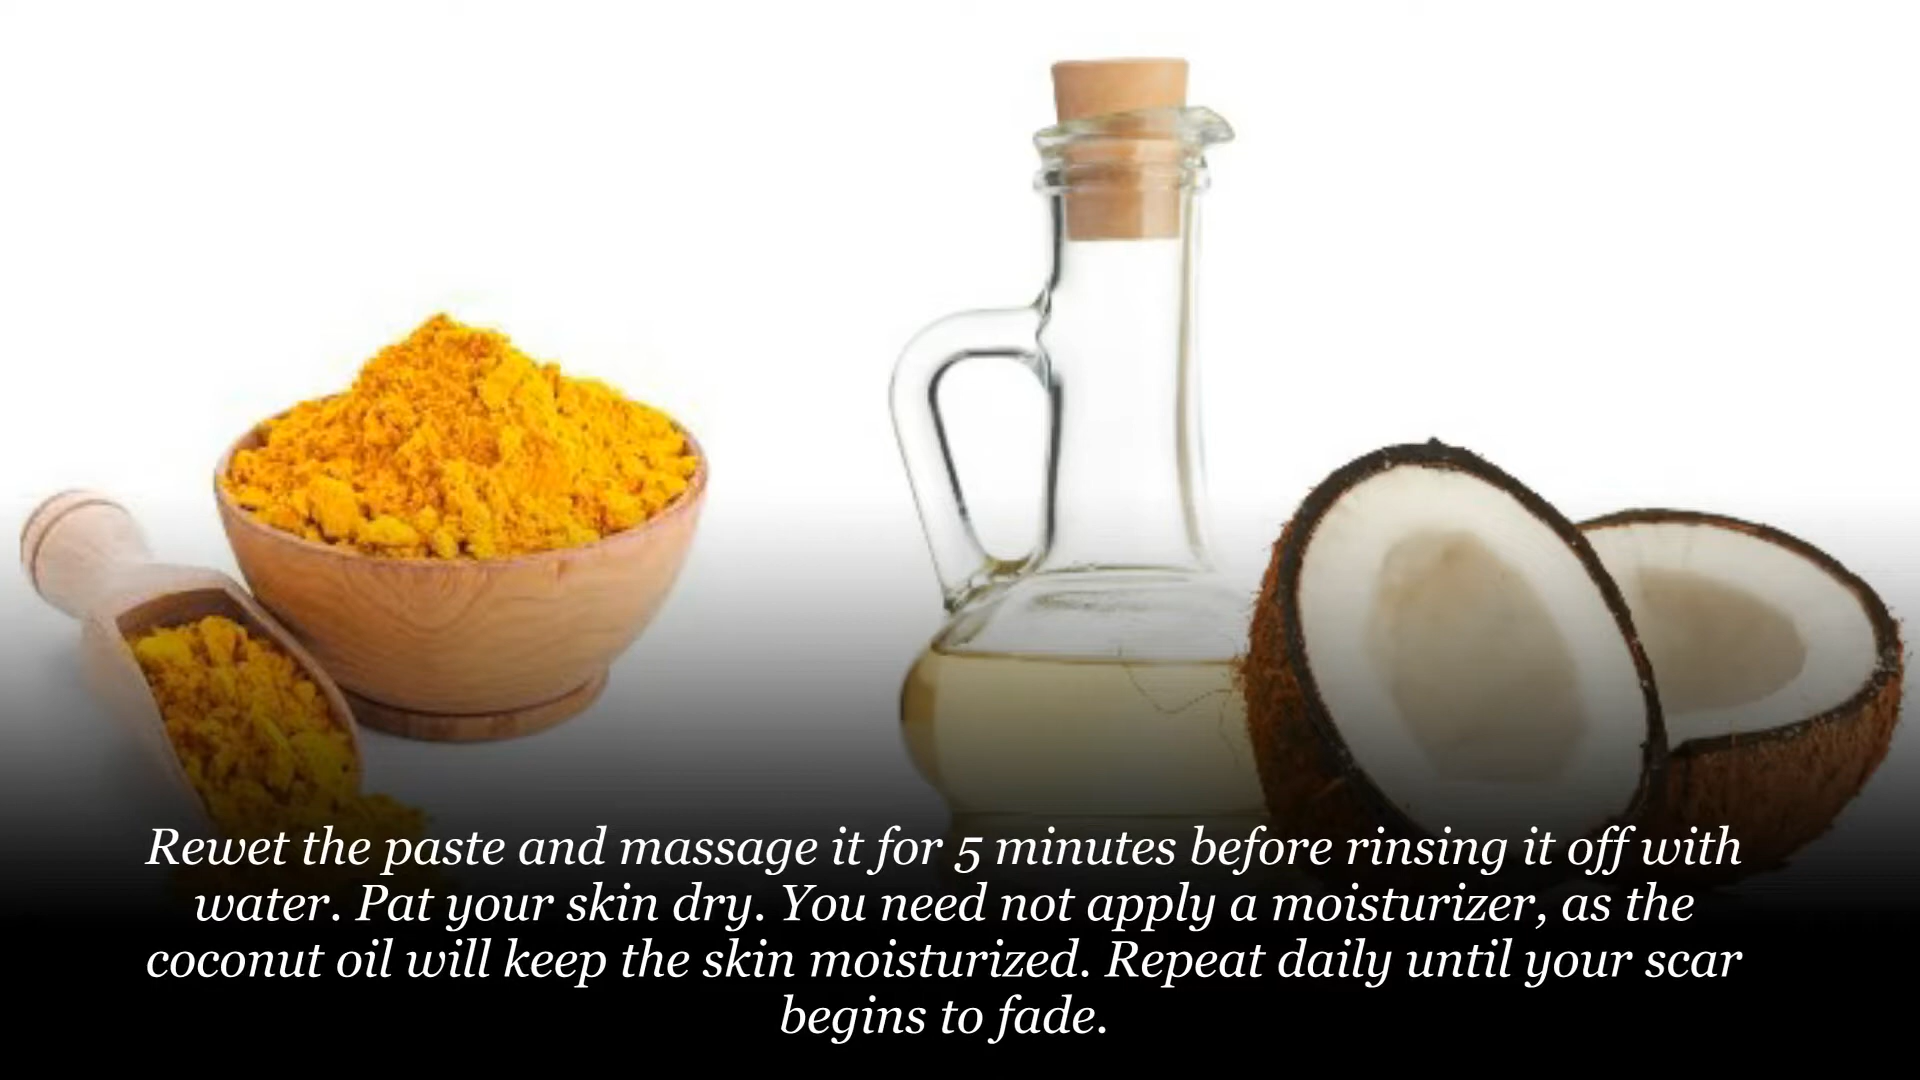 Rewet the paste and massage it for 5 minutes before rinsing it off with
water. Pat your skin dry. You need not apply a moisturizer, as the
coconut oil will keep the skin moisturized. Repeat daily until your scar
begins to fade.